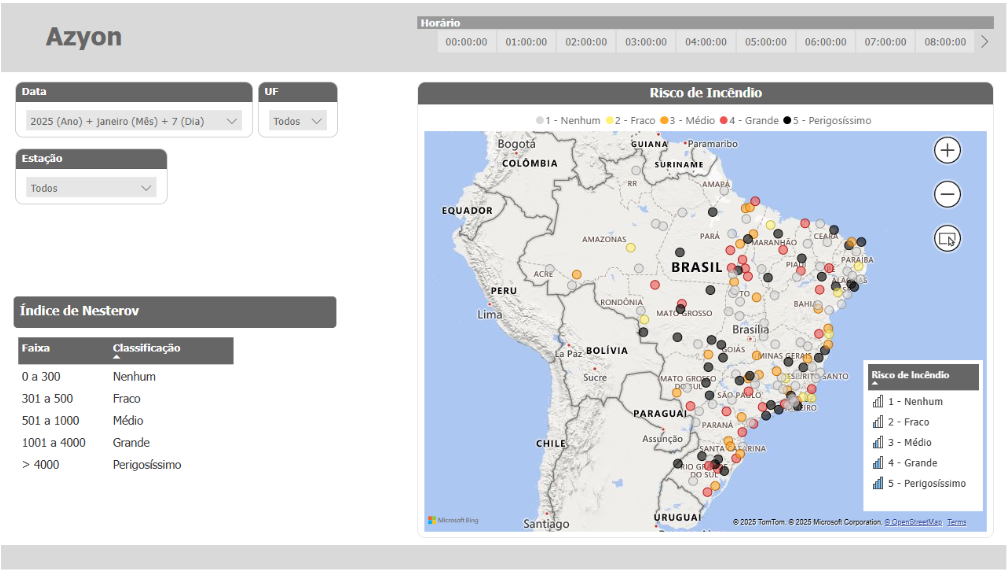 Azyon
Horário
00:00:00 01:00:00 02:00:00 03:00:00 04:00:00 05:00:00 06:00:00 07:00:00 08:00:00
Data
2025 (Ano) + janeiro (Mês) + 7 (Dia)
UF
Todos
Estação
Todos
Índice de Nesterov
Faixa Classificação
0 a 300 Nenhum
301 a 500 Fraco
501 a 1000 Médio
1001 a 4000 Grande
> 4000 Perigosíssimo
Risco de Incêndio
1 - Nenhum 2 - Fraco 3 - Médio 4 - Grande 5 - Perigosíssimo
Bogotá
COLÔMBIA
GUIANA
Paramaribo
SURINAME
RR
AMAPÁ
EQUADOR
AMAZONAS
PARÁ
MARANHÃO
CEARÁ
PARAÍBA
BRASIL
ACRE
TO
PERU
Lima
RONDÔNIA
MATO GROSSO
BAHIA
Brasília
La Paz
BOLÍVIA
GOIÁS
MINAS GERAIS
Sucre
MATO GROSSO
DO SUL
ESPÍRITO SANTO
SÃO PAULO
PARAGUAI
PARANÁ
Assunção
CHILE
SANTA CATARINA
RIO GRANDE
DO SUL
URUGUAI
Santiago
Risco de Incêndio
1 - Nenhum
2 - Fraco
3 - Médio
4 - Grande
5 - Perigosíssimo
Microsoft Bing
© 2025 TomTom, © 2025 Microsoft Corporation, © OpenStreetMap Terms